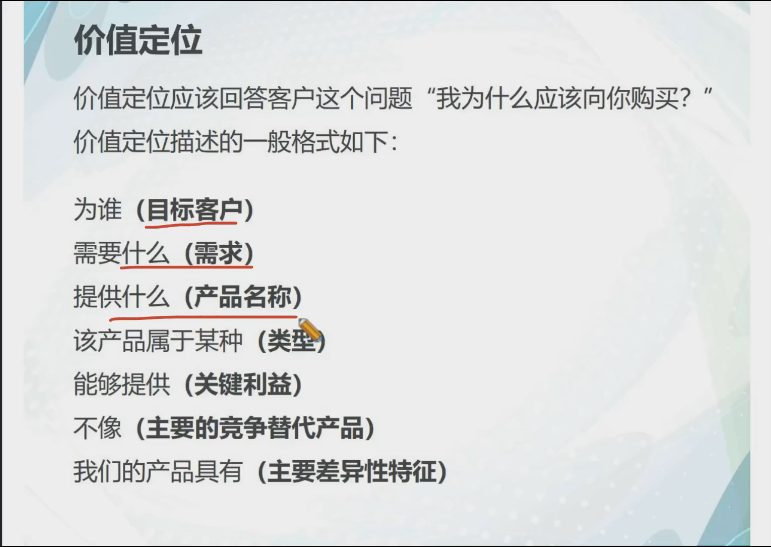 价值定位
价值定位应该回答客户这个问题“我为什么应该向你购买？”
价值定位描述的一般格式如下：
为谁（目标客户）
需要什么（需求）
提供什么（产品名称）
该产品属于某种（类型）
能够提供（关键利益）
不像（主要的竞争替代产品）
我们的产品具有（主要差异性特征）